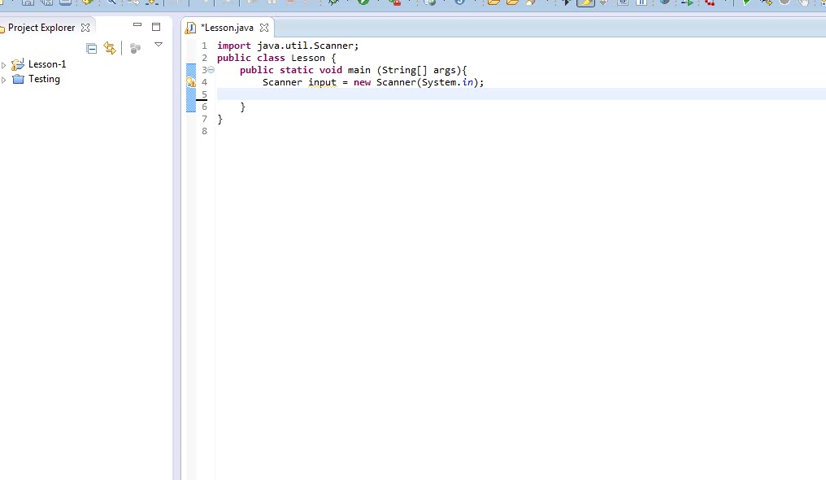 Project Explorer
Lesson-1
Testing
*Lesson.java
1 import java.util.Scanner;
2 public class Lesson {
3 public static void main (String[] args){
4 Scanner input = new Scanner(System.in);
5
6 }
7 }
8